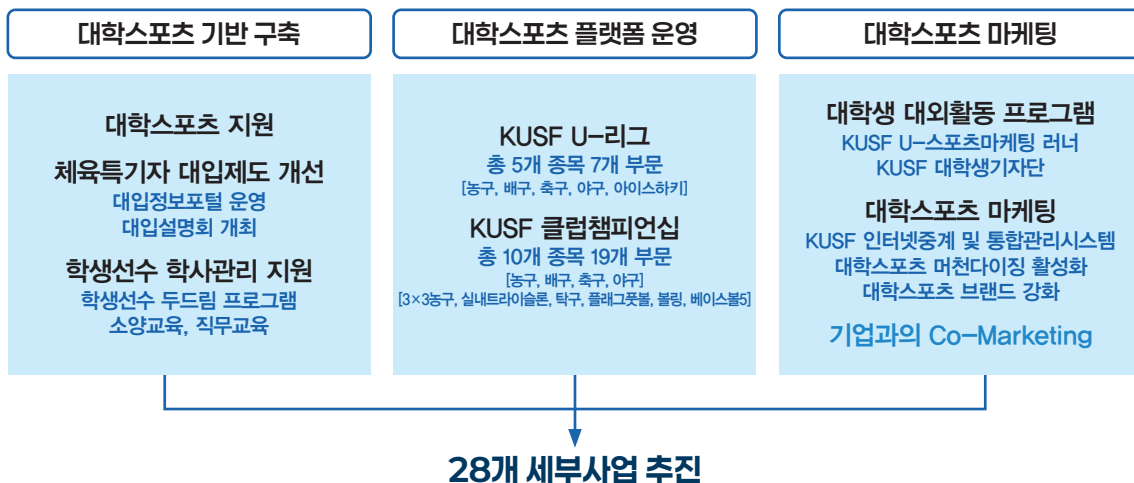 대학스포츠 기반 구축
대학스포츠 지원
체육특기자 대입제도 개선
대입정보포털 운영
대입설명회 개최
학생선수 학사관리 지원
학생선수 두드림 프로그램
소양교육, 직무교육
대학스포츠 플랫폼 운영
KUSF U-리그
총 5개 종목 7개 부문
[농구, 배구, 축구, 야구, 아이스하키]
KUSF 클럽챔피언십
총 10개 종목 19개 부문
[농구, 배구, 축구, 야구]
[3×3농구, 실내트라이슬론, 탁구, 플래그풋볼, 볼링, 베이스볼5]
대학스포츠 마케팅
대학생 대외활동 프로그램
KUSF U-스포츠마케팅 러너
KUSF 대학생기자단
대학스포츠 마케팅
KUSF 인터넷중계 및 통합관리시스템
대학스포츠 머천다이징 활성화
대학스포츠 브랜드 강화
기업과의 Co-Marketing
28개 세부사업 추진